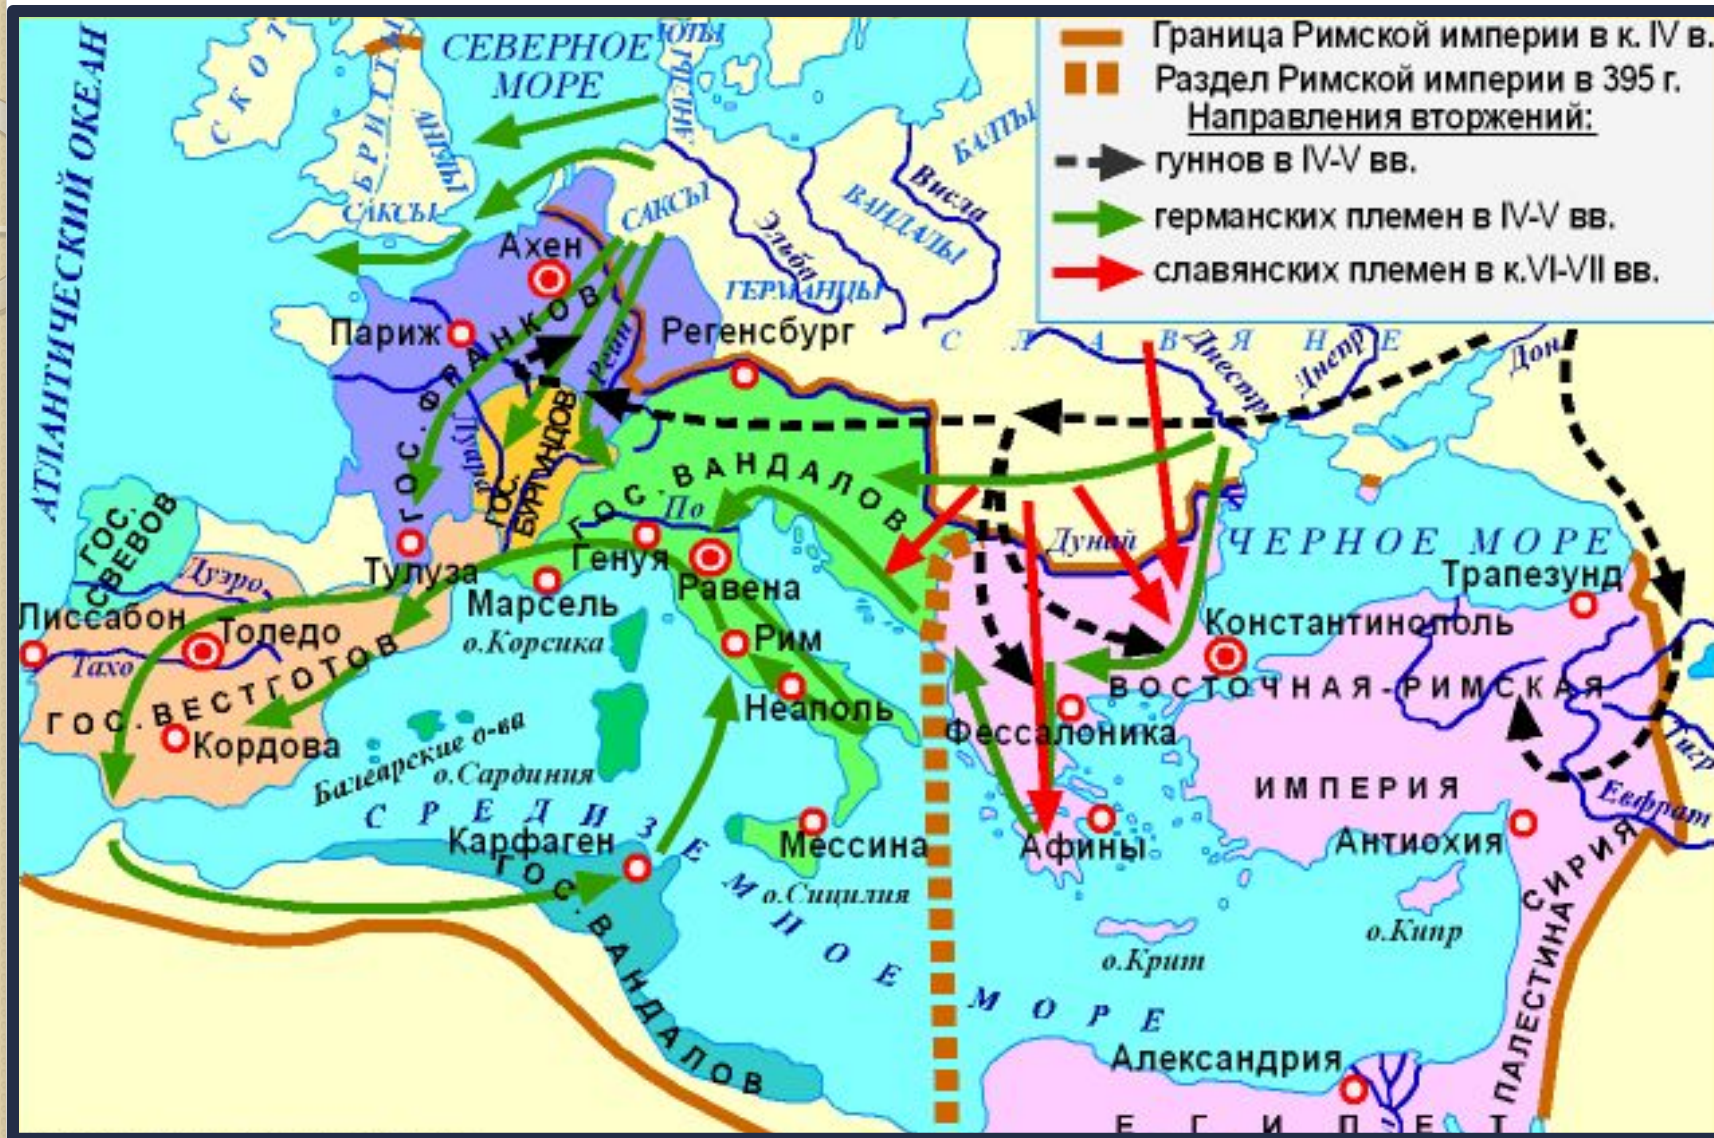 Граница Римской империи в к. IV в.
Раздел Римской империи в 395 г.
Направления вторжений:
гуннов в IV-V вв.
германских племен в IV-V вв.
славянских племен в к.VI-VII вв.
АТЛАНТИЧЕСКИЙ ОКЕАН
СКОТ
БРИТТЫ
АНГЛЫ
САКСЫ
СЕВЕРНОЕ
МОРЕ
ЮТЫ
АНГЛЫ
САКСЫ
Эльба
ВАНДАЛЫ
Висла
БАЛТЫ
ГЕРМАНЦЫ
СЛАВЯНЕ
Днестр
Днепр
Дон
Ахен
Париж
ГОС. ФРАНКОВ
Рейн
Регенсбург
Луара
ГОС.
БУРГУНДОВ
ГОС. ВАНДАЛОВ
По
Генуя
Равена
Марсель
Тулуза
ГОС.
СВЕВОВ
Дуэро
Лиссабон
Толедо
Тахо
ГОС. ВЕСТГОТОВ
Кордова
о.Корсика
Рим
Неаполь
Балеарские о-ва
о.Сардиния
СРЕДИЗЕМНОЕ МОРЕ
Карфаген
ГОС. ВАНДАЛОВ
Мессина
о.Сицилия
Дунай
ЧЕРНОЕ МОРЕ
Трапезунд
Константинополь
ВОСТОЧНАЯ-РИМСКАЯ
ИМПЕРИЯ
Фессалоника
Афины
Тигр
Евфрат
Антиохия
СИРИЯ
ПАЛЕСТИНА
о.Кипр
о.Крит
Александрия
ЕГИПЕТ